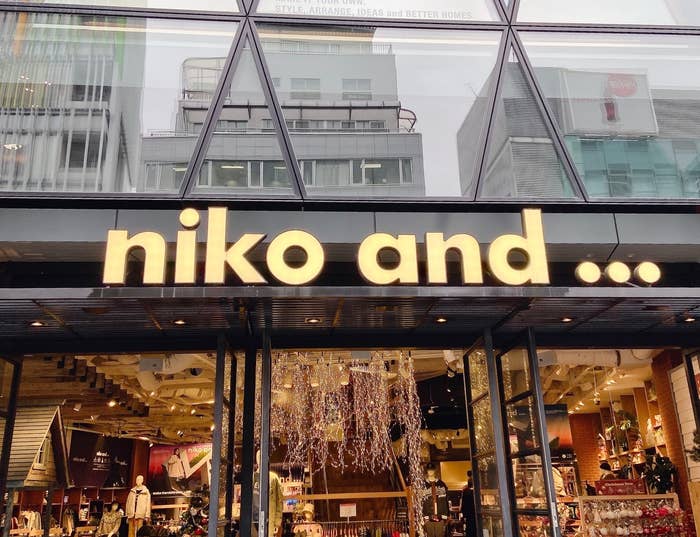 STYLE, ARRANGE, IDEAS and BETTER HOMES.
niko and ...